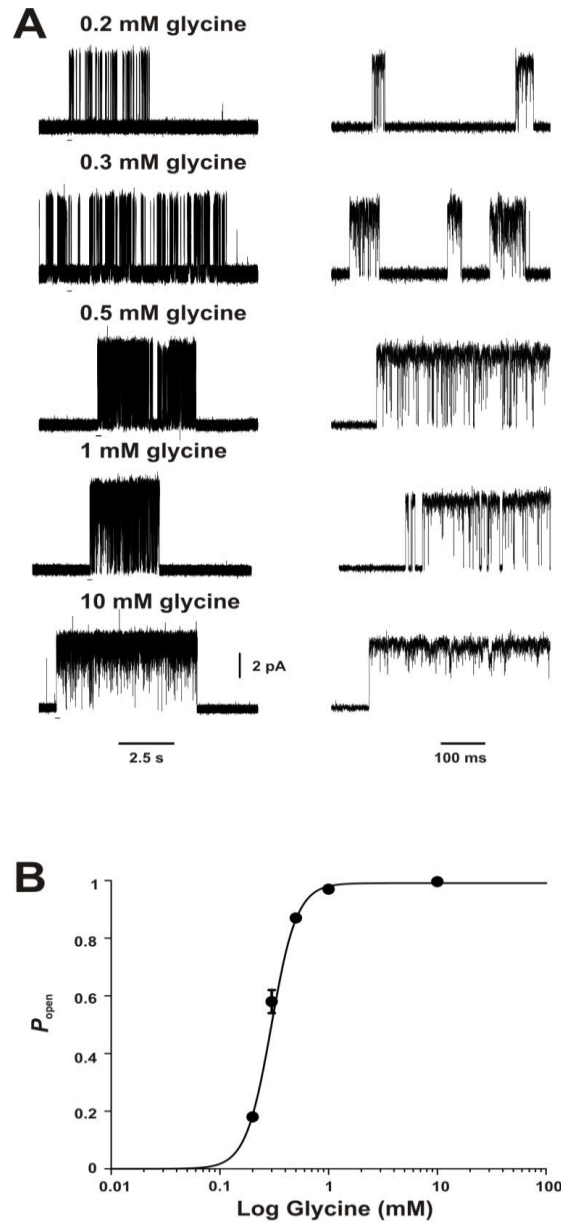 A
0.2 mM glycine
0.3 mM glycine
0.5 mM glycine
1 mM glycine
10 mM glycine
2 pA
2.5 s
100 ms
B
1
0.8
0.6
0.4
0.2
0
Popen
0.01
0.1
1
10
100
Log Glycine (mM)